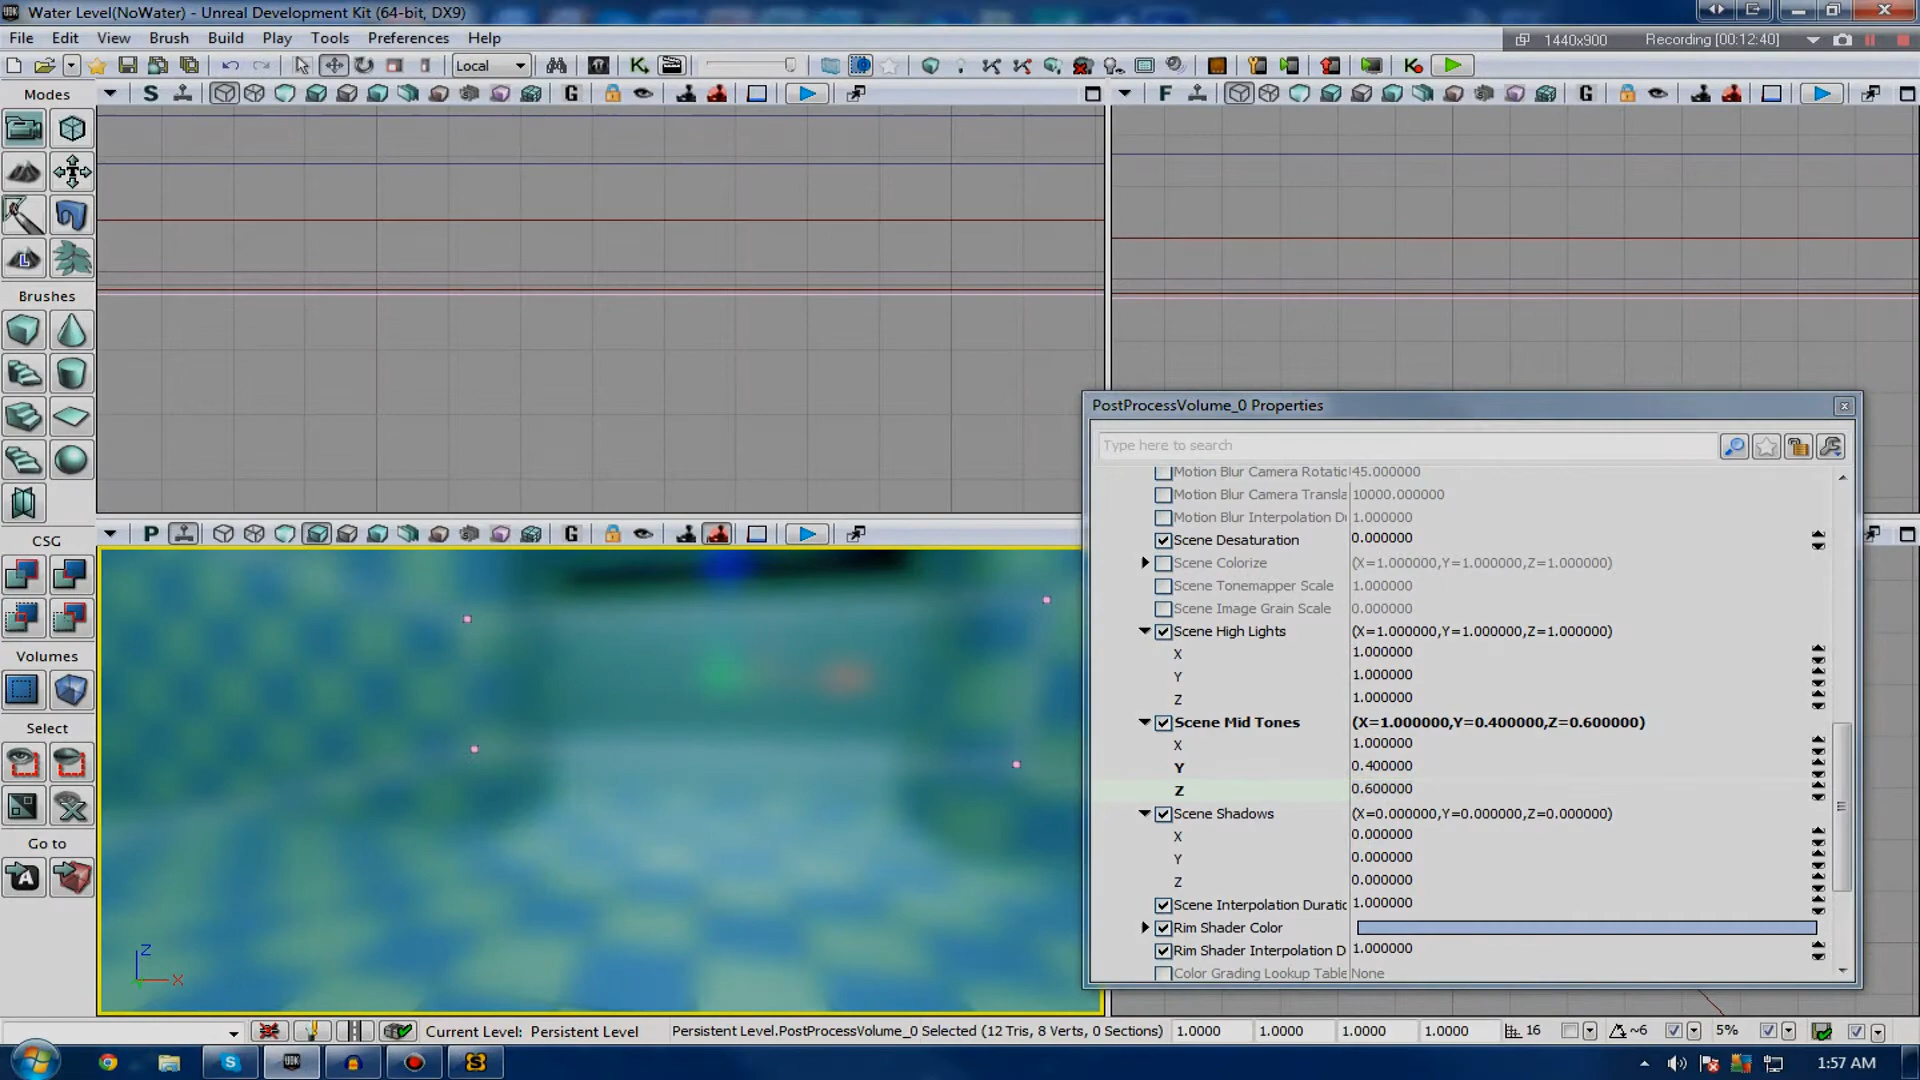 Water Level(NoWater) - Unreal Development Kit (64-bit, DX9)
File Edit View Brush Build Play Tools Preferences Help
1440x900 Recording [00:12:40]
Local
Modes
S G
F G
Brushes
CSG
Volumes
Select
Go to
P G
Z
X
PostProcessVolume_0 Properties
Type here to search
Motion Blur Camera Rotatic 45.000000
Motion Blur Camera Transla 10000.000000
Motion Blur Interpolation D 1.000000
Scene Desaturation 0.000000
Scene Colorize (X=1.000000,Y=1.000000,Z=1.000000)
Scene Tonemapper Scale 1.000000
Scene Image Grain Scale 0.000000
Scene High Lights (X=1.000000,Y=1.000000,Z=1.000000)
X 1.000000
Y 1.000000
Z 1.000000
Scene Mid Tones (X=1.000000,Y=0.400000,Z=0.600000)
X 1.000000
Y 0.400000
Z 0.600000
Scene Shadows (X=0.000000,Y=0.000000,Z=0.000000)
X 0.000000
Y 0.000000
Z 0.000000
Scene Interpolation Duratic 1.000000
Rim Shader Color
Rim Shader Interpolation D 1.000000
Color Grading Lookup Table None
Current Level: Persistent Level Persistent Level.PostProcessVolume_0 Selected (12 Tris, 8 Verts, 0 Sections) 1.0000 1.0000 1.0000 1.0000 16 ~6 5%
1:57 AM